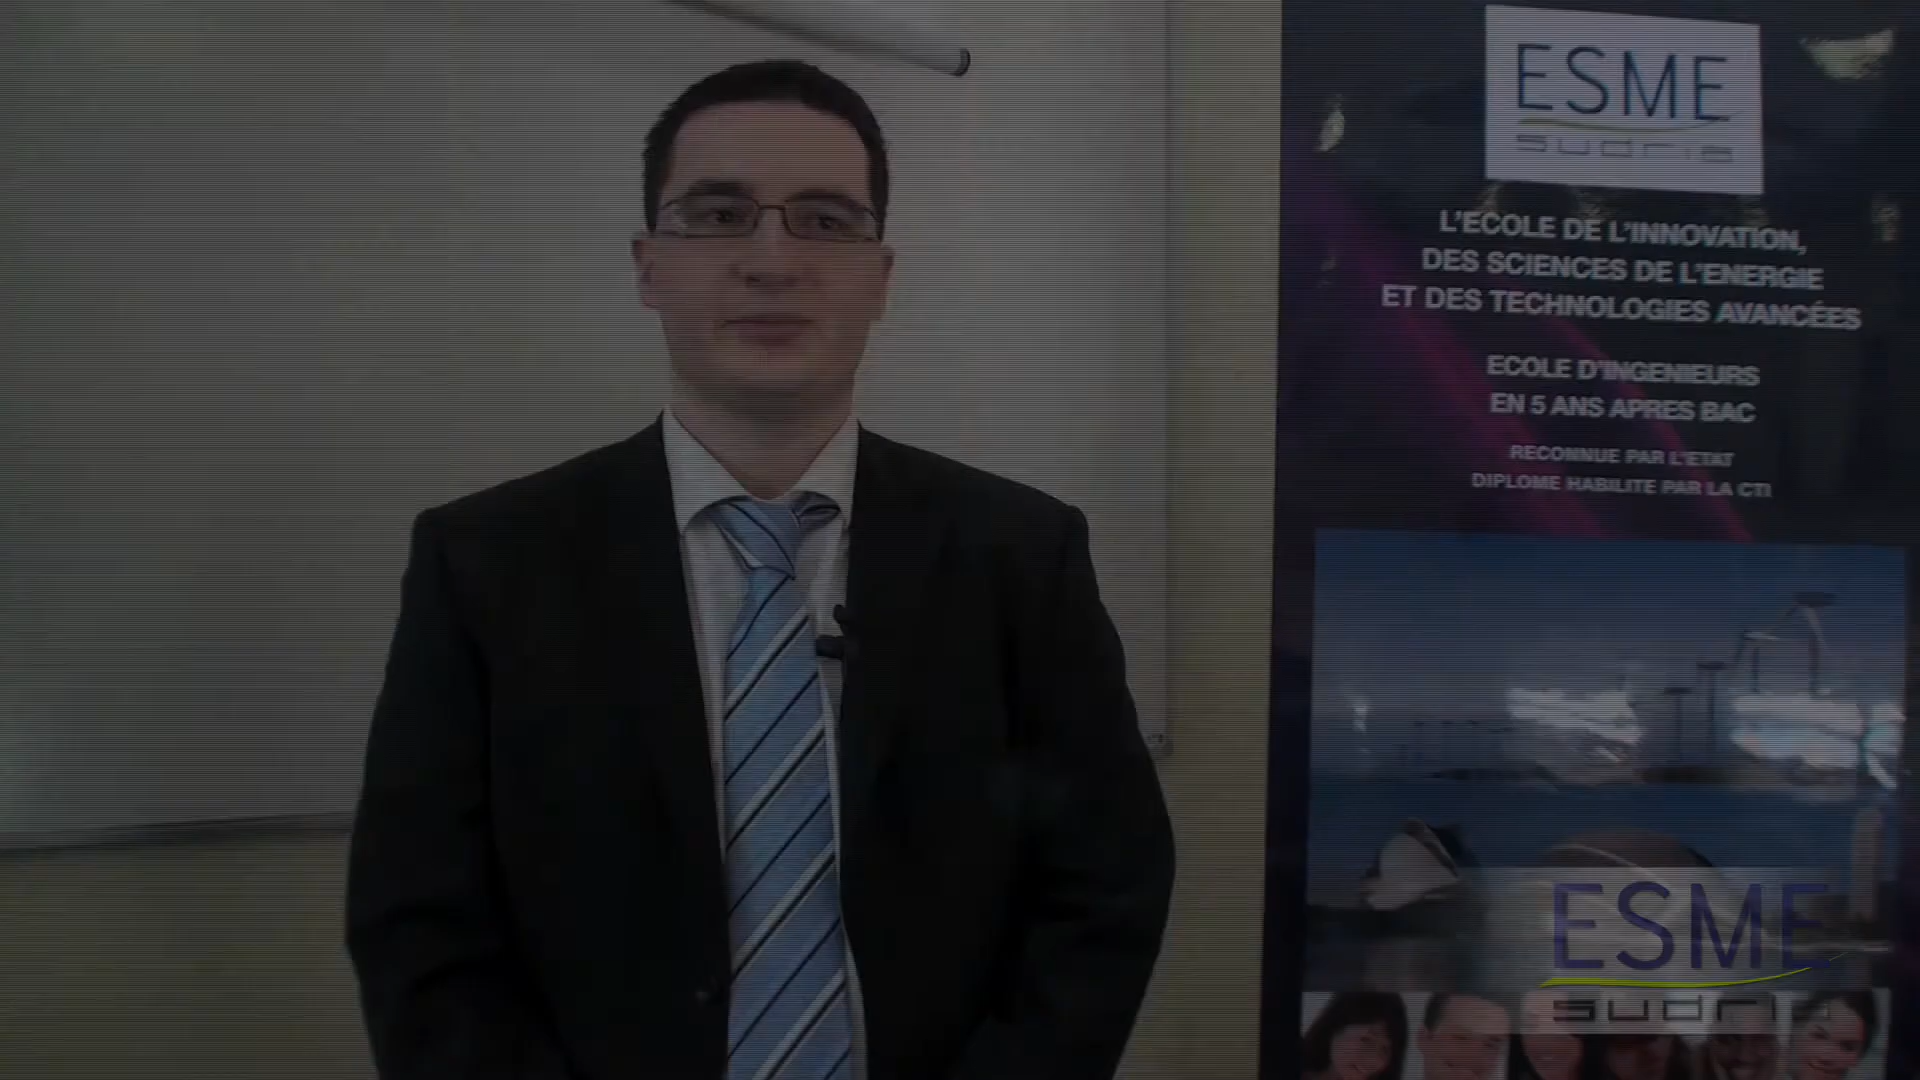 ESME
sudria
L'ECOLE DE L'INNOVATION,
DES SCIENCES DE L'ENERGIE
ET DES TECHNOLOGIES AVANCÉES
ECOLE D'INGENIEURS
EN 5 ANS APRES BAC
RECONNUE PAR L'ETAT
DIPLOME HABILITE PAR LA CTI
ESME
sudria